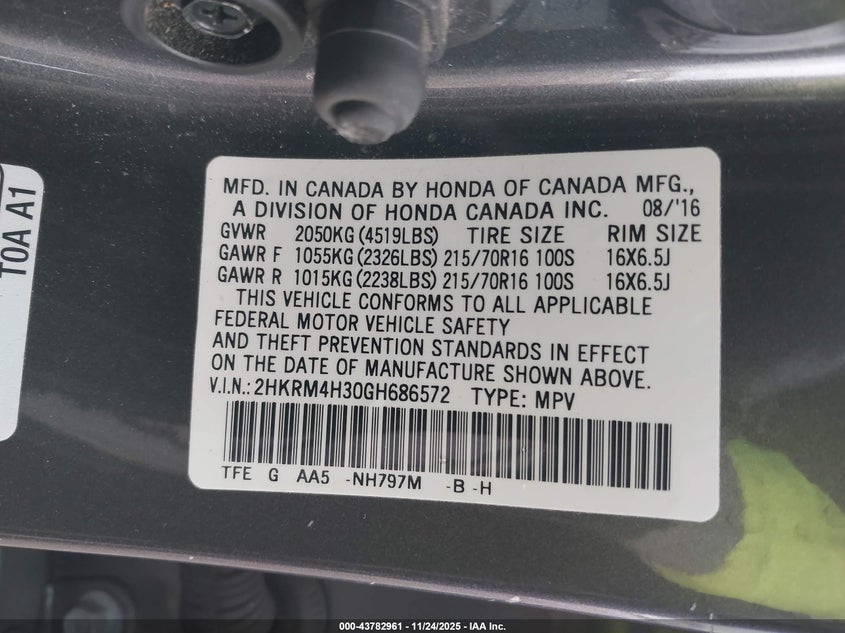 T0A A1
MFD. IN CANADA BY HONDA OF CANADA MFG.,
A DIVISION OF HONDA CANADA INC. 08/'16
GVWR 2050KG (4519LBS) TIRE SIZE RIM SIZE
GAWR F 1055KG (2326LBS) 215/70R16 100S 16X6.5J
GAWR R 1015KG (2238LBS) 215/70R16 100S 16X6.5J
THIS VEHICLE CONFORMS TO ALL APPLICABLE
FEDERAL MOTOR VEHICLE SAFETY
AND THEFT PREVENTION STANDARDS IN EFFECT
ON THE DATE OF MANUFACTURE SHOWN ABOVE.
V.I.N.: 2HKRM4H30GH686572 TYPE: MPV
TFE G AA5 -NH797M -B -H
000-43782961 - 11/24/2025 - IAA Inc.